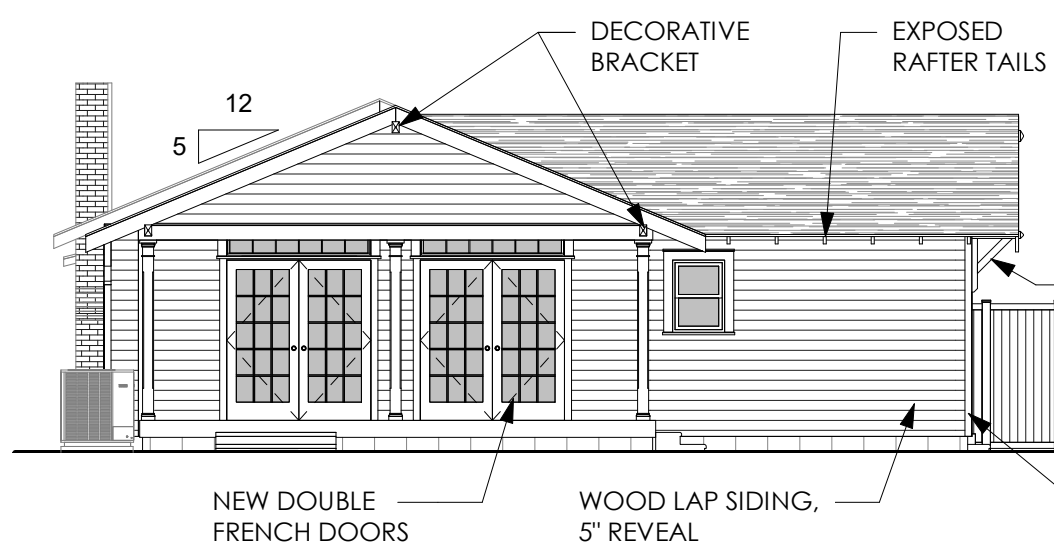 DECORATIVE
BRACKET
EXPOSED
RAFTER TAILS
12
5
NEW DOUBLE
FRENCH DOORS
WOOD LAP SIDING,
5" REVEAL